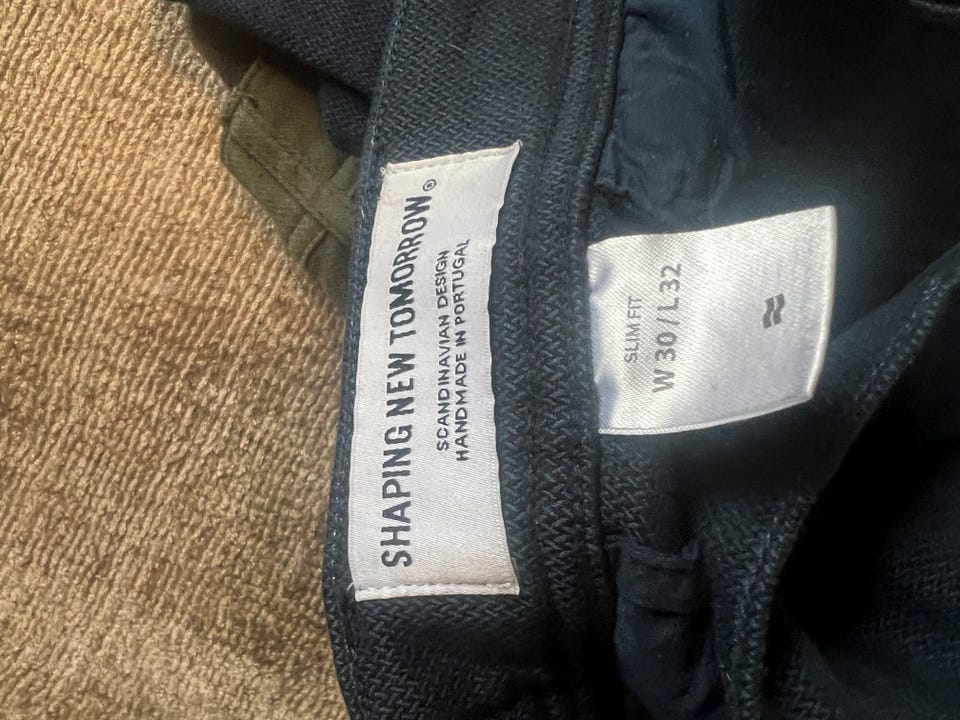 SHAPING NEW TOMORROW®
SCANDINAVIAN DESIGN
HANDMADE IN PORTUGAL
SLIM FIT
W 30 / L 32